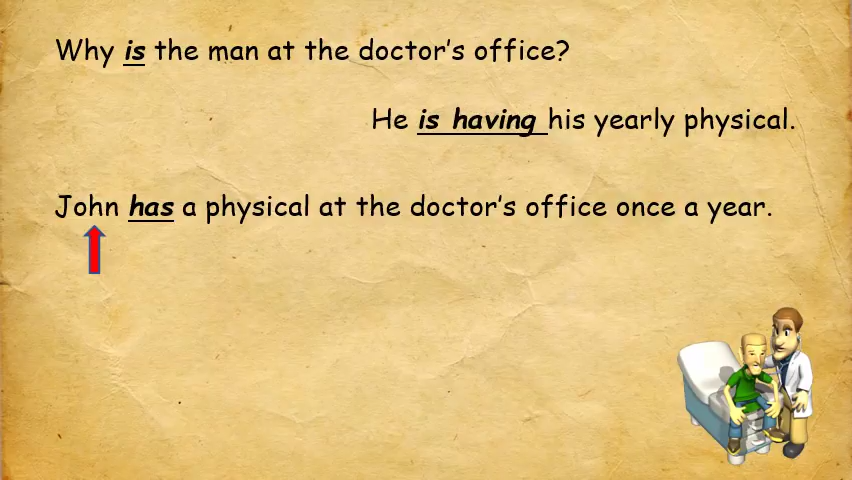 Why is the man at the doctor's office?
He is having his yearly physical.
John has a physical at the doctor's office once a year.